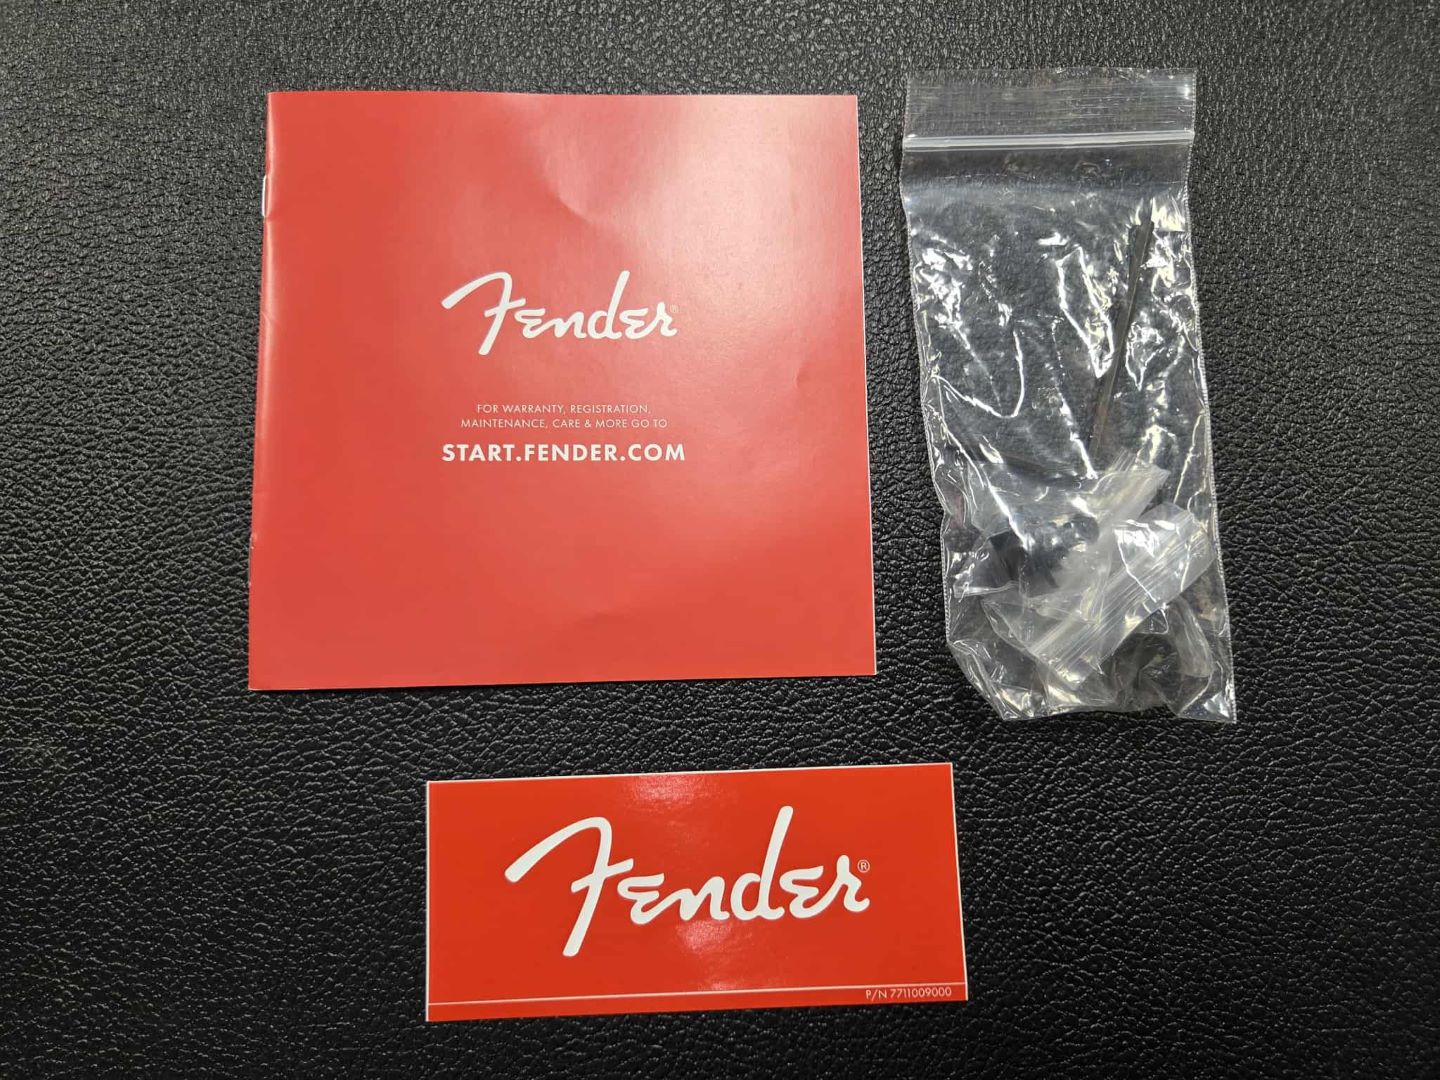 Fender®
FOR WARRANTY, REGISTRATION,
MAINTENANCE, CARE & MORE GO TO
START.FENDER.COM
Fender®
P/N 7711009000